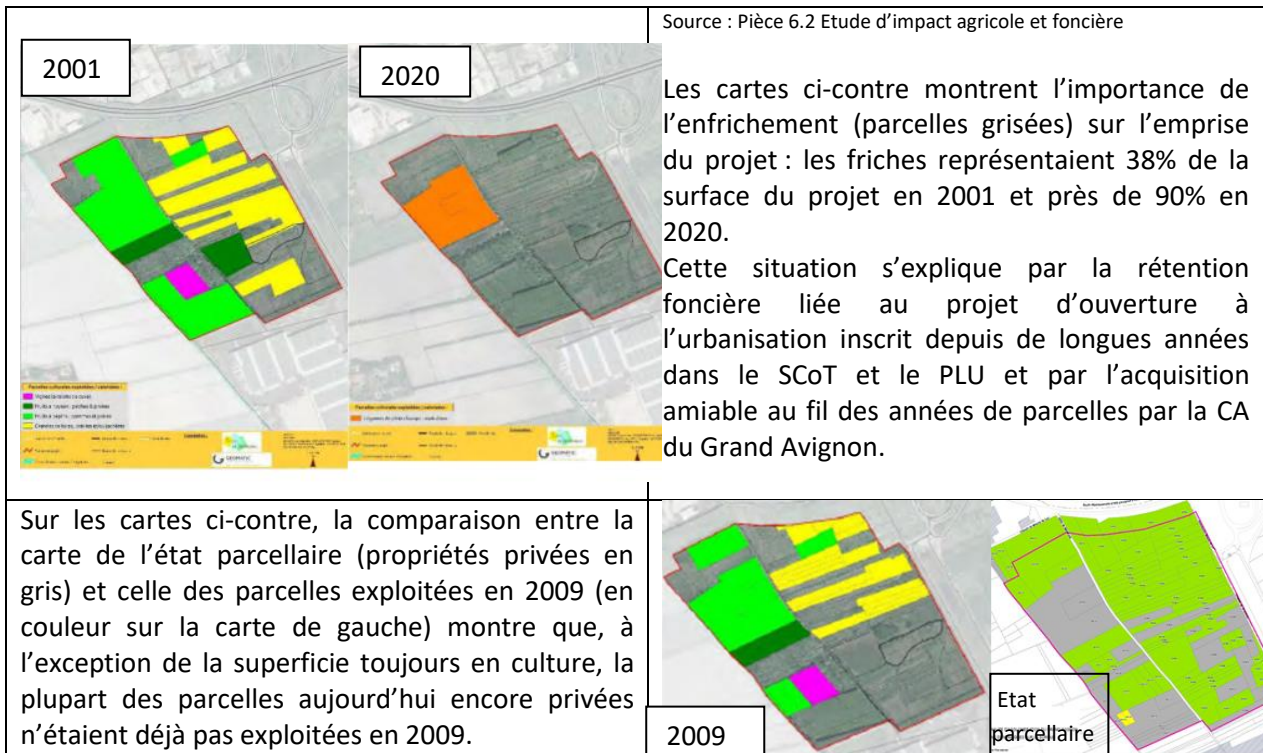 Source : Pièce 6.2 Etude d’impact agricole et foncière
2001
2020
Les cartes ci-contre montrent l’importance de
l’enfrichement (parcelles grisées) sur l’emprise
du projet : les friches représentaient 38% de la
surface du projet en 2001 et près de 90% en
2020.
Cette situation s’explique par la rétention
foncière liée au projet d’ouverture à
l’urbanisation inscrit depuis de longues années
dans le SCoT et le PLU et par l’acquisition
amiable au fil des années de parcelles par la CA
du Grand Avignon.
Sur les cartes ci-contre, la comparaison entre la
carte de l’état parcellaire (propriétés privées en
gris) et celle des parcelles exploitées en 2009 (en
couleur sur la carte de gauche) montre que, à
l’exception de la superficie toujours en culture, la
plupart des parcelles aujourd’hui encore privées
n’étaient déjà pas exploitées en 2009.
2009
Etat
parcellaire